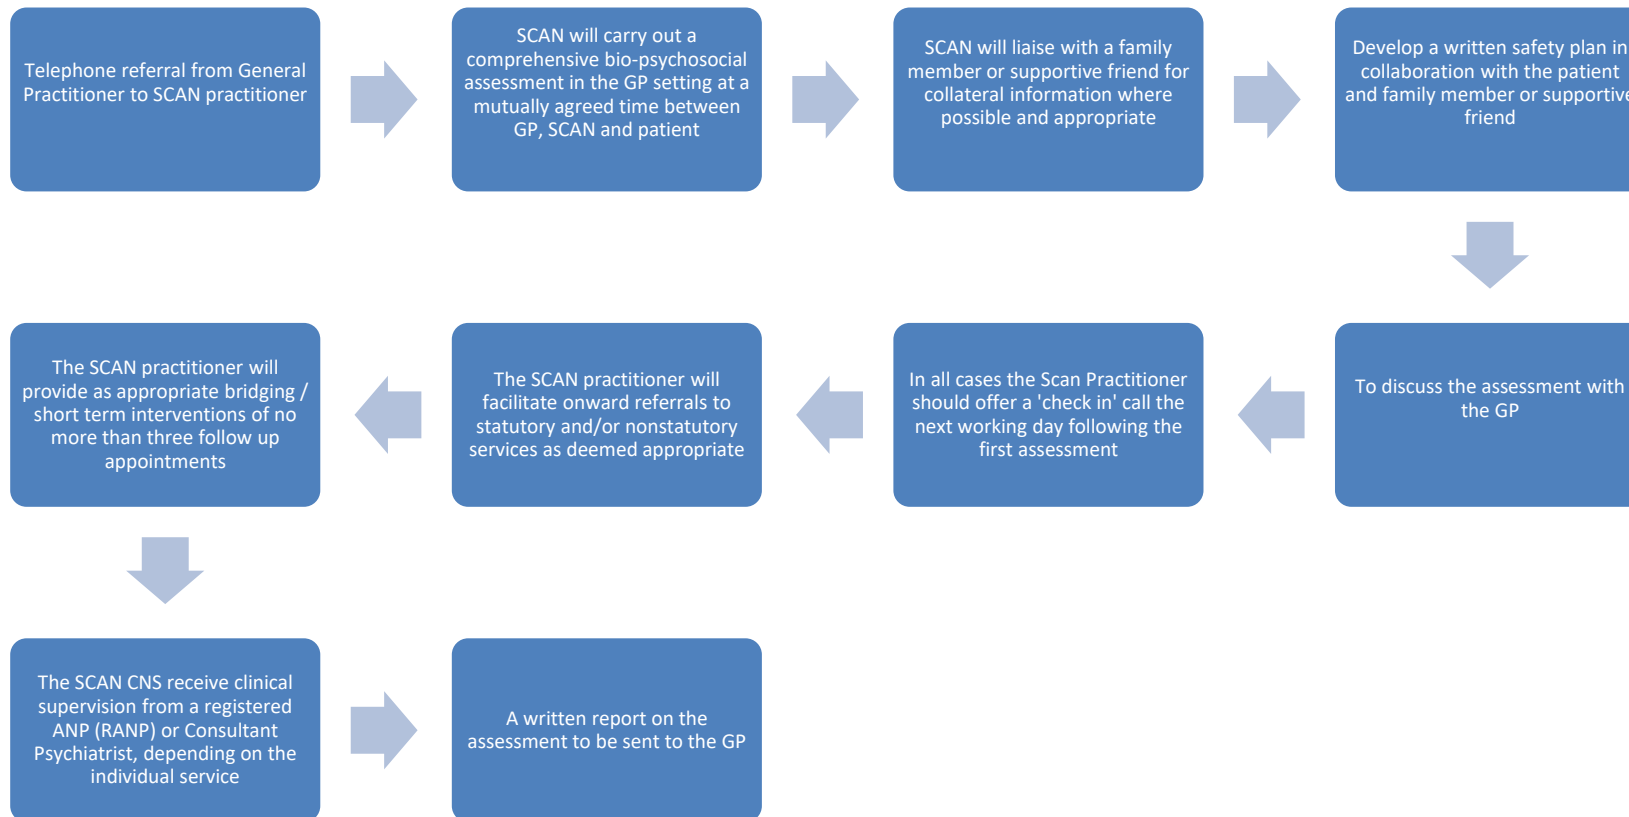 Telephone referral from General
Practitioner to SCAN practitioner
SCAN will carry out a
comprehensive bio-psychosocial
assessment in the GP setting at a
mutually agreed time between
GP, SCAN and patient
SCAN will liaise with a family
member or supportive friend for
collateral information where
possible and appropriate
Develop a written safety plan in
collaboration with the patient
and family member or supportive
friend
To discuss the assessment with
the GP
In all cases the Scan Practitioner
should offer a 'check in' call the
next working day following the
first assessment
The SCAN practitioner will
facilitate onward referrals to
statutory and/or nonstatutory
services as deemed appropriate
The SCAN practitioner will
provide as appropriate bridging /
short term interventions of no
more than three follow up
appointments
The SCAN CNS receive clinical
supervision from a registered
ANP (RANP) or Consultant
Psychiatrist, depending on the
individual service
A written report on the
assessment to be sent to the GP